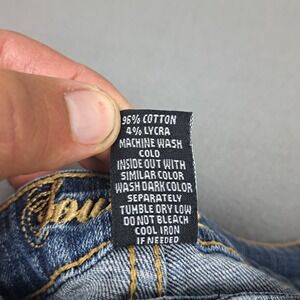 96% COTTON
4% LYCRA
MACHINE WASH
COLD
INSIDE OUT WITH
SIMILAR COLOR
WASH DARK COLOR
SEPARATELY
TUMBLE DRY LOW
DO NOT BLEACH
COOL IRON
IF NEEDED